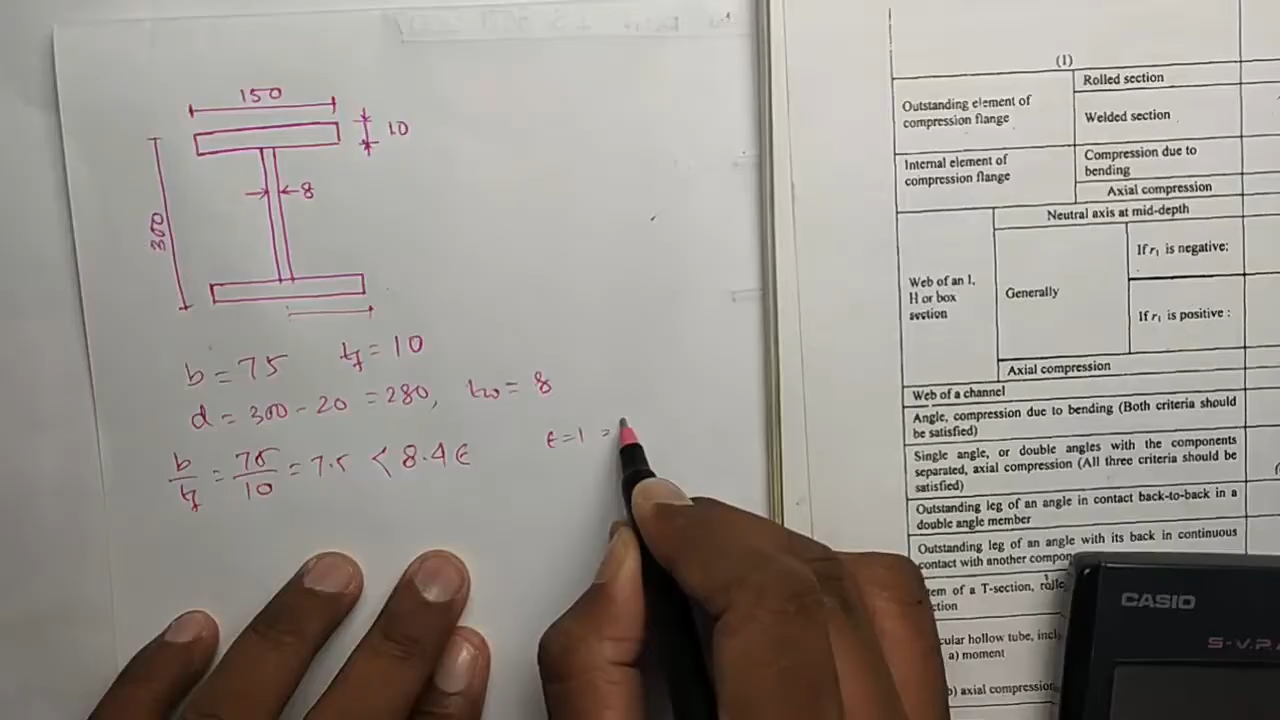 150
10
8
300
b = 75 tf = 10
d = 300 - 20 = 280, tw = 8
b/tf = 75/10 = 7.5 < 8.4 ϵ
ϵ = 1 =
(1)
Outstanding element of compression flange
Rolled section
Welded section
Internal element of compression flange
Compression due to bending
Axial compression
Web of an I, H or box section
Neutral axis at mid-depth
Generally
If r₁ is negative:
If r₁ is positive :
Axial compression
Web of a channel
Angle, compression due to bending (Both criteria should
be satisfied)
Single angle, or double angles with the components
separated, axial compression (All three criteria should be
satisfied)
Outstanding leg of an angle in contact back-to-back in a
double angle member
Outstanding leg of an angle with its back in continuous
contact with another
of a T-section,
hollow tube,
a) moment
) axial compression
CASIO
S-V.P.